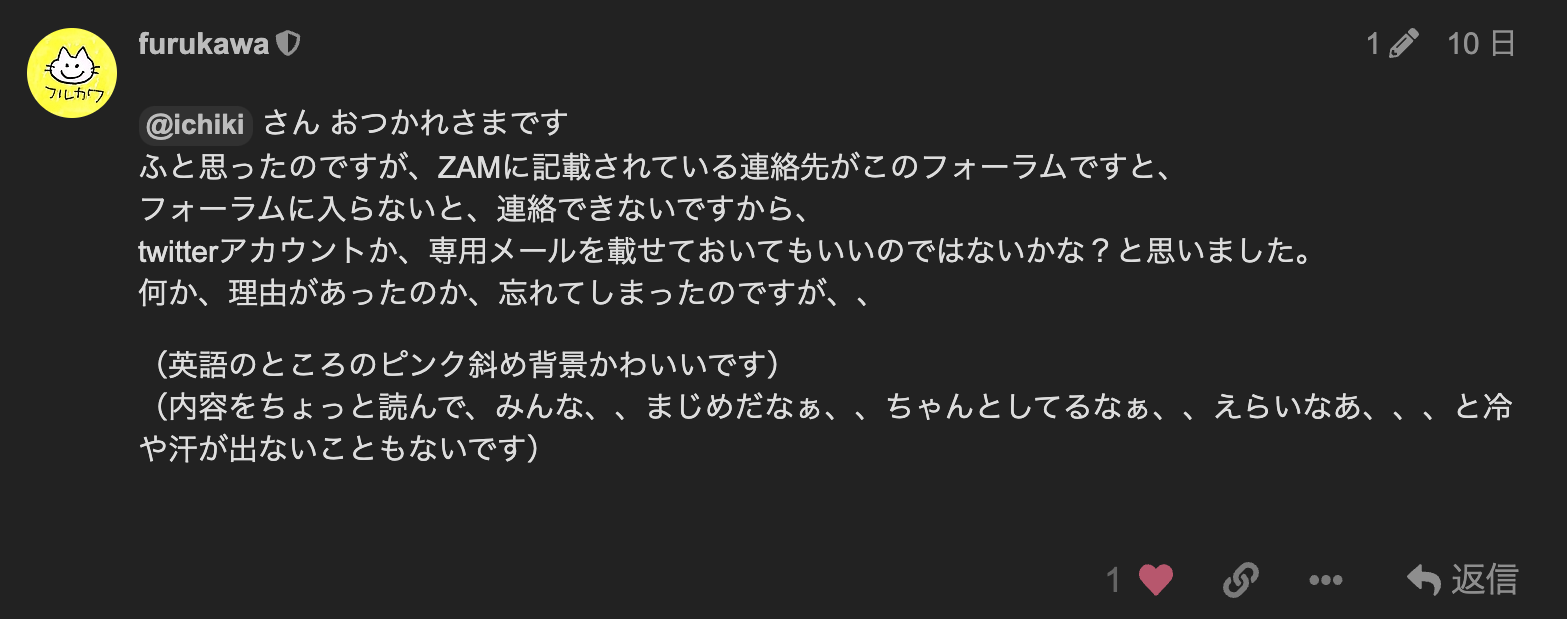 furukawa
1
10 日
フルカワ
@ichiki さん おつかれさまです
ふと思ったのですが、ZAMに記載されている連絡先がこのフォーラムですと、
フォーラムに入らないと、連絡できないですから、
twitterアカウントか、専用メールを載せておいてもいいのではないかな？と思いました。
何か、理由があったのか、忘れてしまったのですが、、
（英語のところのピンク斜め背景かわいいです）
（内容をちょっと読んで、みんな、、まじめだなぁ、、ちゃんとしてるなぁ、、えらいなあ、、、と冷
や汗が出ないこともないです）
1
返信